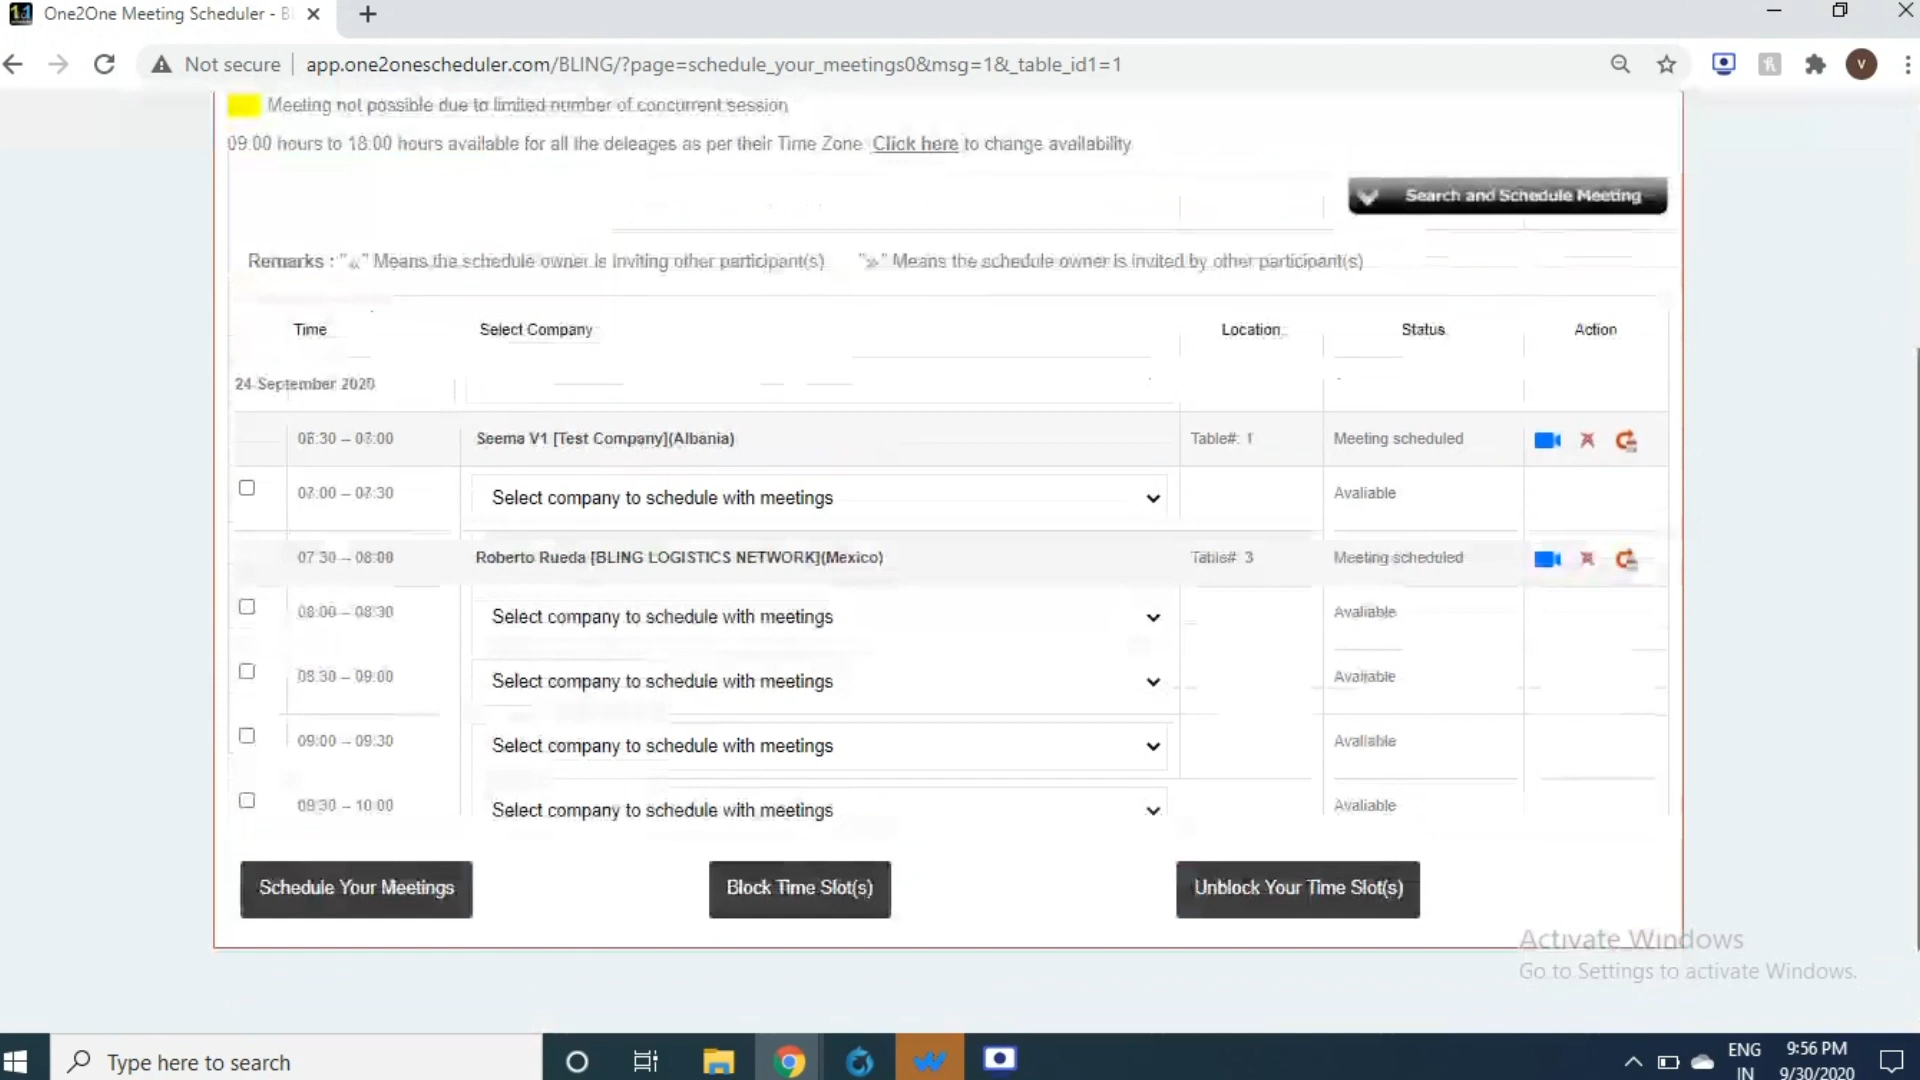 One2One Meeting Scheduler - B
Not secure
app.one2onescheduler.com/BLING/?page=schedule_your_meetings0&msg=1&_table_id1=1
V
Meeting not possible due to limited number of concurrent session
09:00 hours to 18:00 hours available for all the deleages as per their Time Zone Click here to change availability
Search and Schedule Meeting
Remarks : "«" Means the schedule owner is inviting other participant(s) "»" Means the schedule owner is invited by other participant(s)
Time Select Company Location Status Action
24 September 2020
06:30 – 07:00 Seema V1 [Test Company](Albania) Table#: 1 Meeting scheduled
07:00 – 07:30 Select company to schedule with meetings Available
07:30 – 08:00 Roberto Rueda [BLING LOGISTICS NETWORK](Mexico) Table# 3 Meeting scheduled
08:00 – 08:30 Select company to schedule with meetings Available
08:30 – 09:00 Select company to schedule with meetings Available
09:00 – 09:30 Select company to schedule with meetings Available
09:30 – 10:00 Select company to schedule with meetings Available
Schedule Your Meetings Block Time Slot(s) Unblock Your Time Slot(s)
Activate Windows
Go to Settings to activate Windows.
Type here to search
ENG
IN
9:56 PM
9/30/2020